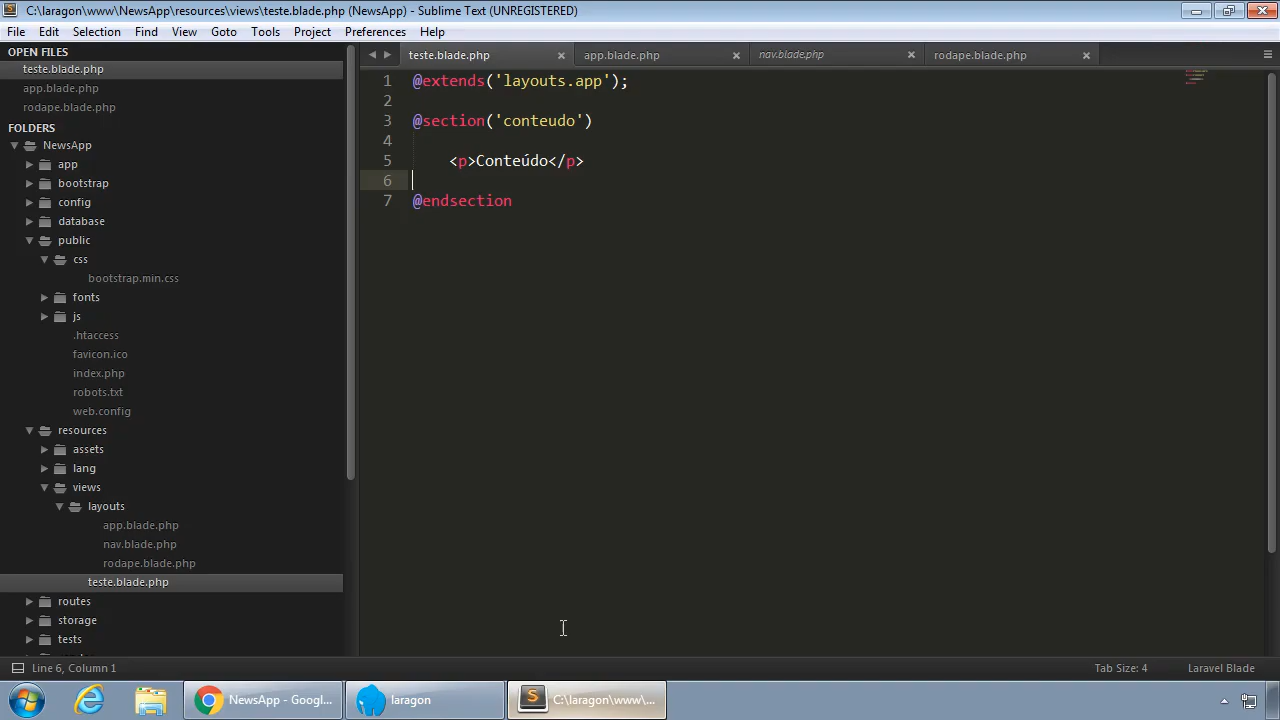 C:\laragon\www\NewsApp\resources\views\teste.blade.php (NewsApp) - Sublime Text (UNREGISTERED)
File Edit Selection Find View Goto Tools Project Preferences Help
OPEN FILES
teste.blade.php
app.blade.php
rodape.blade.php
FOLDERS
NewsApp
app
bootstrap
config
database
public
css
bootstrap.min.css
fonts
js
.htaccess
favicon.ico
index.php
robots.txt
web.config
resources
assets
lang
views
layouts
app.blade.php
nav.blade.php
rodape.blade.php
teste.blade.php
routes
storage
tests
teste.blade.php app.blade.php nav.blade.php rodape.blade.php
1 @extends('layouts.app');
2
3 @section('conteudo')
4
5 <p>Conteúdo</p>
6
7 @endsection
Line 6, Column 1 Tab Size: 4 Laravel Blade
NewsApp - Googl... laragon C:\laragon\www\...